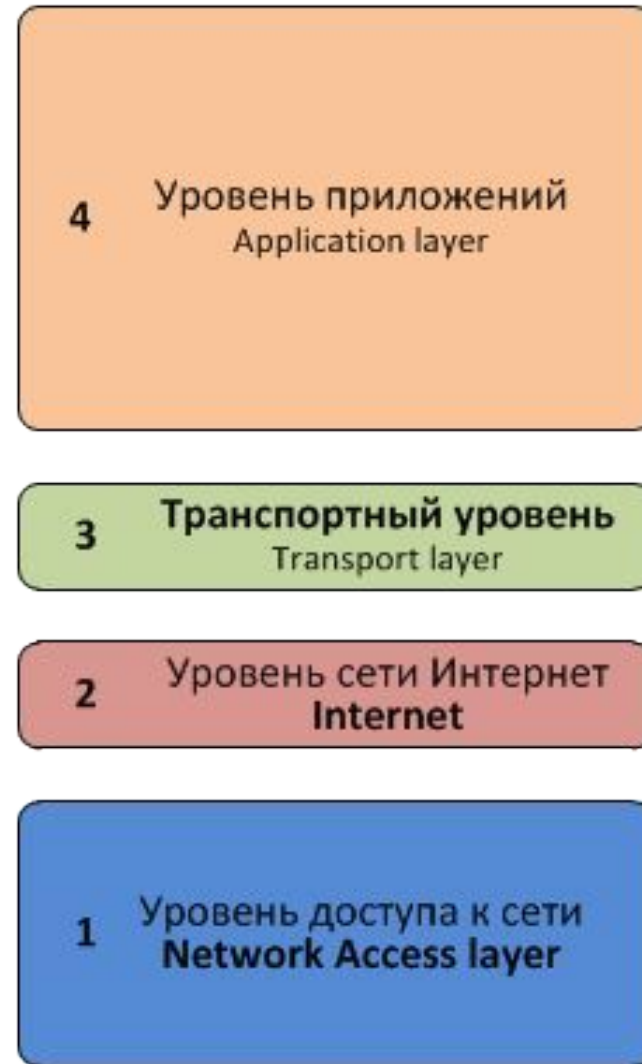 4
Уровень приложений
Application layer
3
Транспортный уровень
Transport layer
2
Уровень сети Интернет
Internet
1
Уровень доступа к сети
Network Access layer